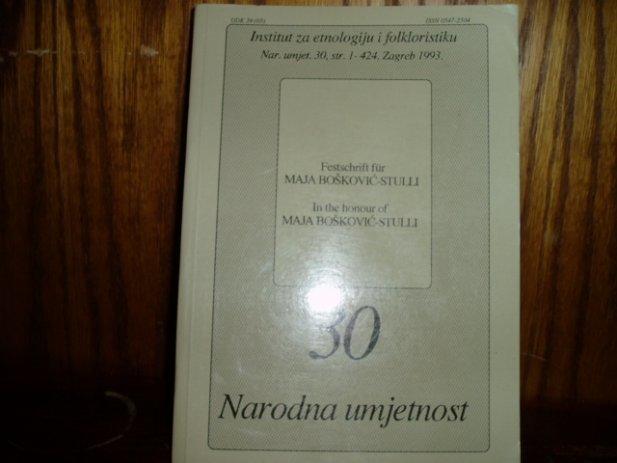 UDK 39 (05) ISSN 0547-2504
Institut za etnologiju i folkloristiku
Nar. umjet. 30, str. 1- 424. Zagreb 1993.
Festschrift für
MAJA BOŠKOVIĆ-STULLI
In the honour of
MAJA BOŠKOVIĆ-STULLI
30
Narodna umjetnost